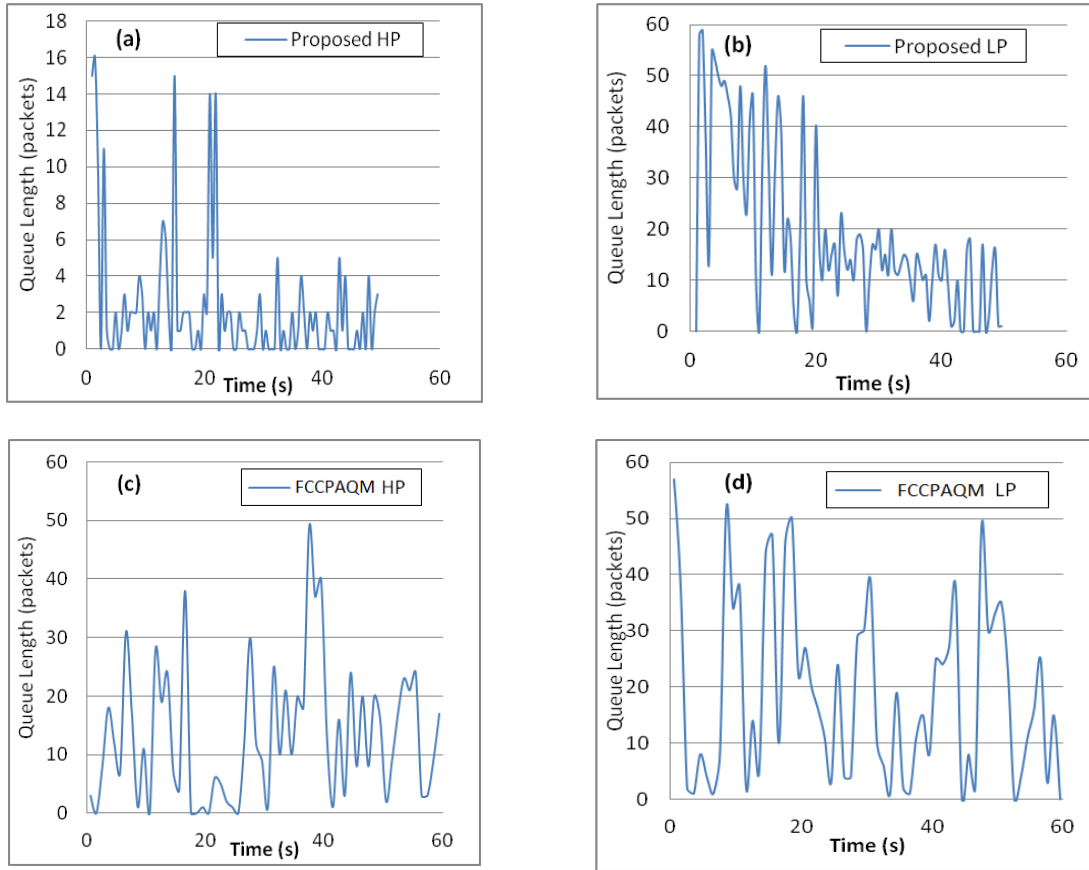 (a)
Proposed HP
Queue Length (packets)
18
16
14
12
10
8
6
4
2
0
0 20 40 60
Time (s)
(b)
Proposed LP
Queue Length (packets)
60
50
40
30
20
10
0
0 20 40 60
Time (s)
(c)
FCCPAQM HP
Queue Length (packets)
60
50
40
30
20
10
0
0 20 40 60
Time (s)
(d)
FCCPAQM LP
Queue Length (packets)
60
50
40
30
20
10
0
0 20 40 60
Time (s)